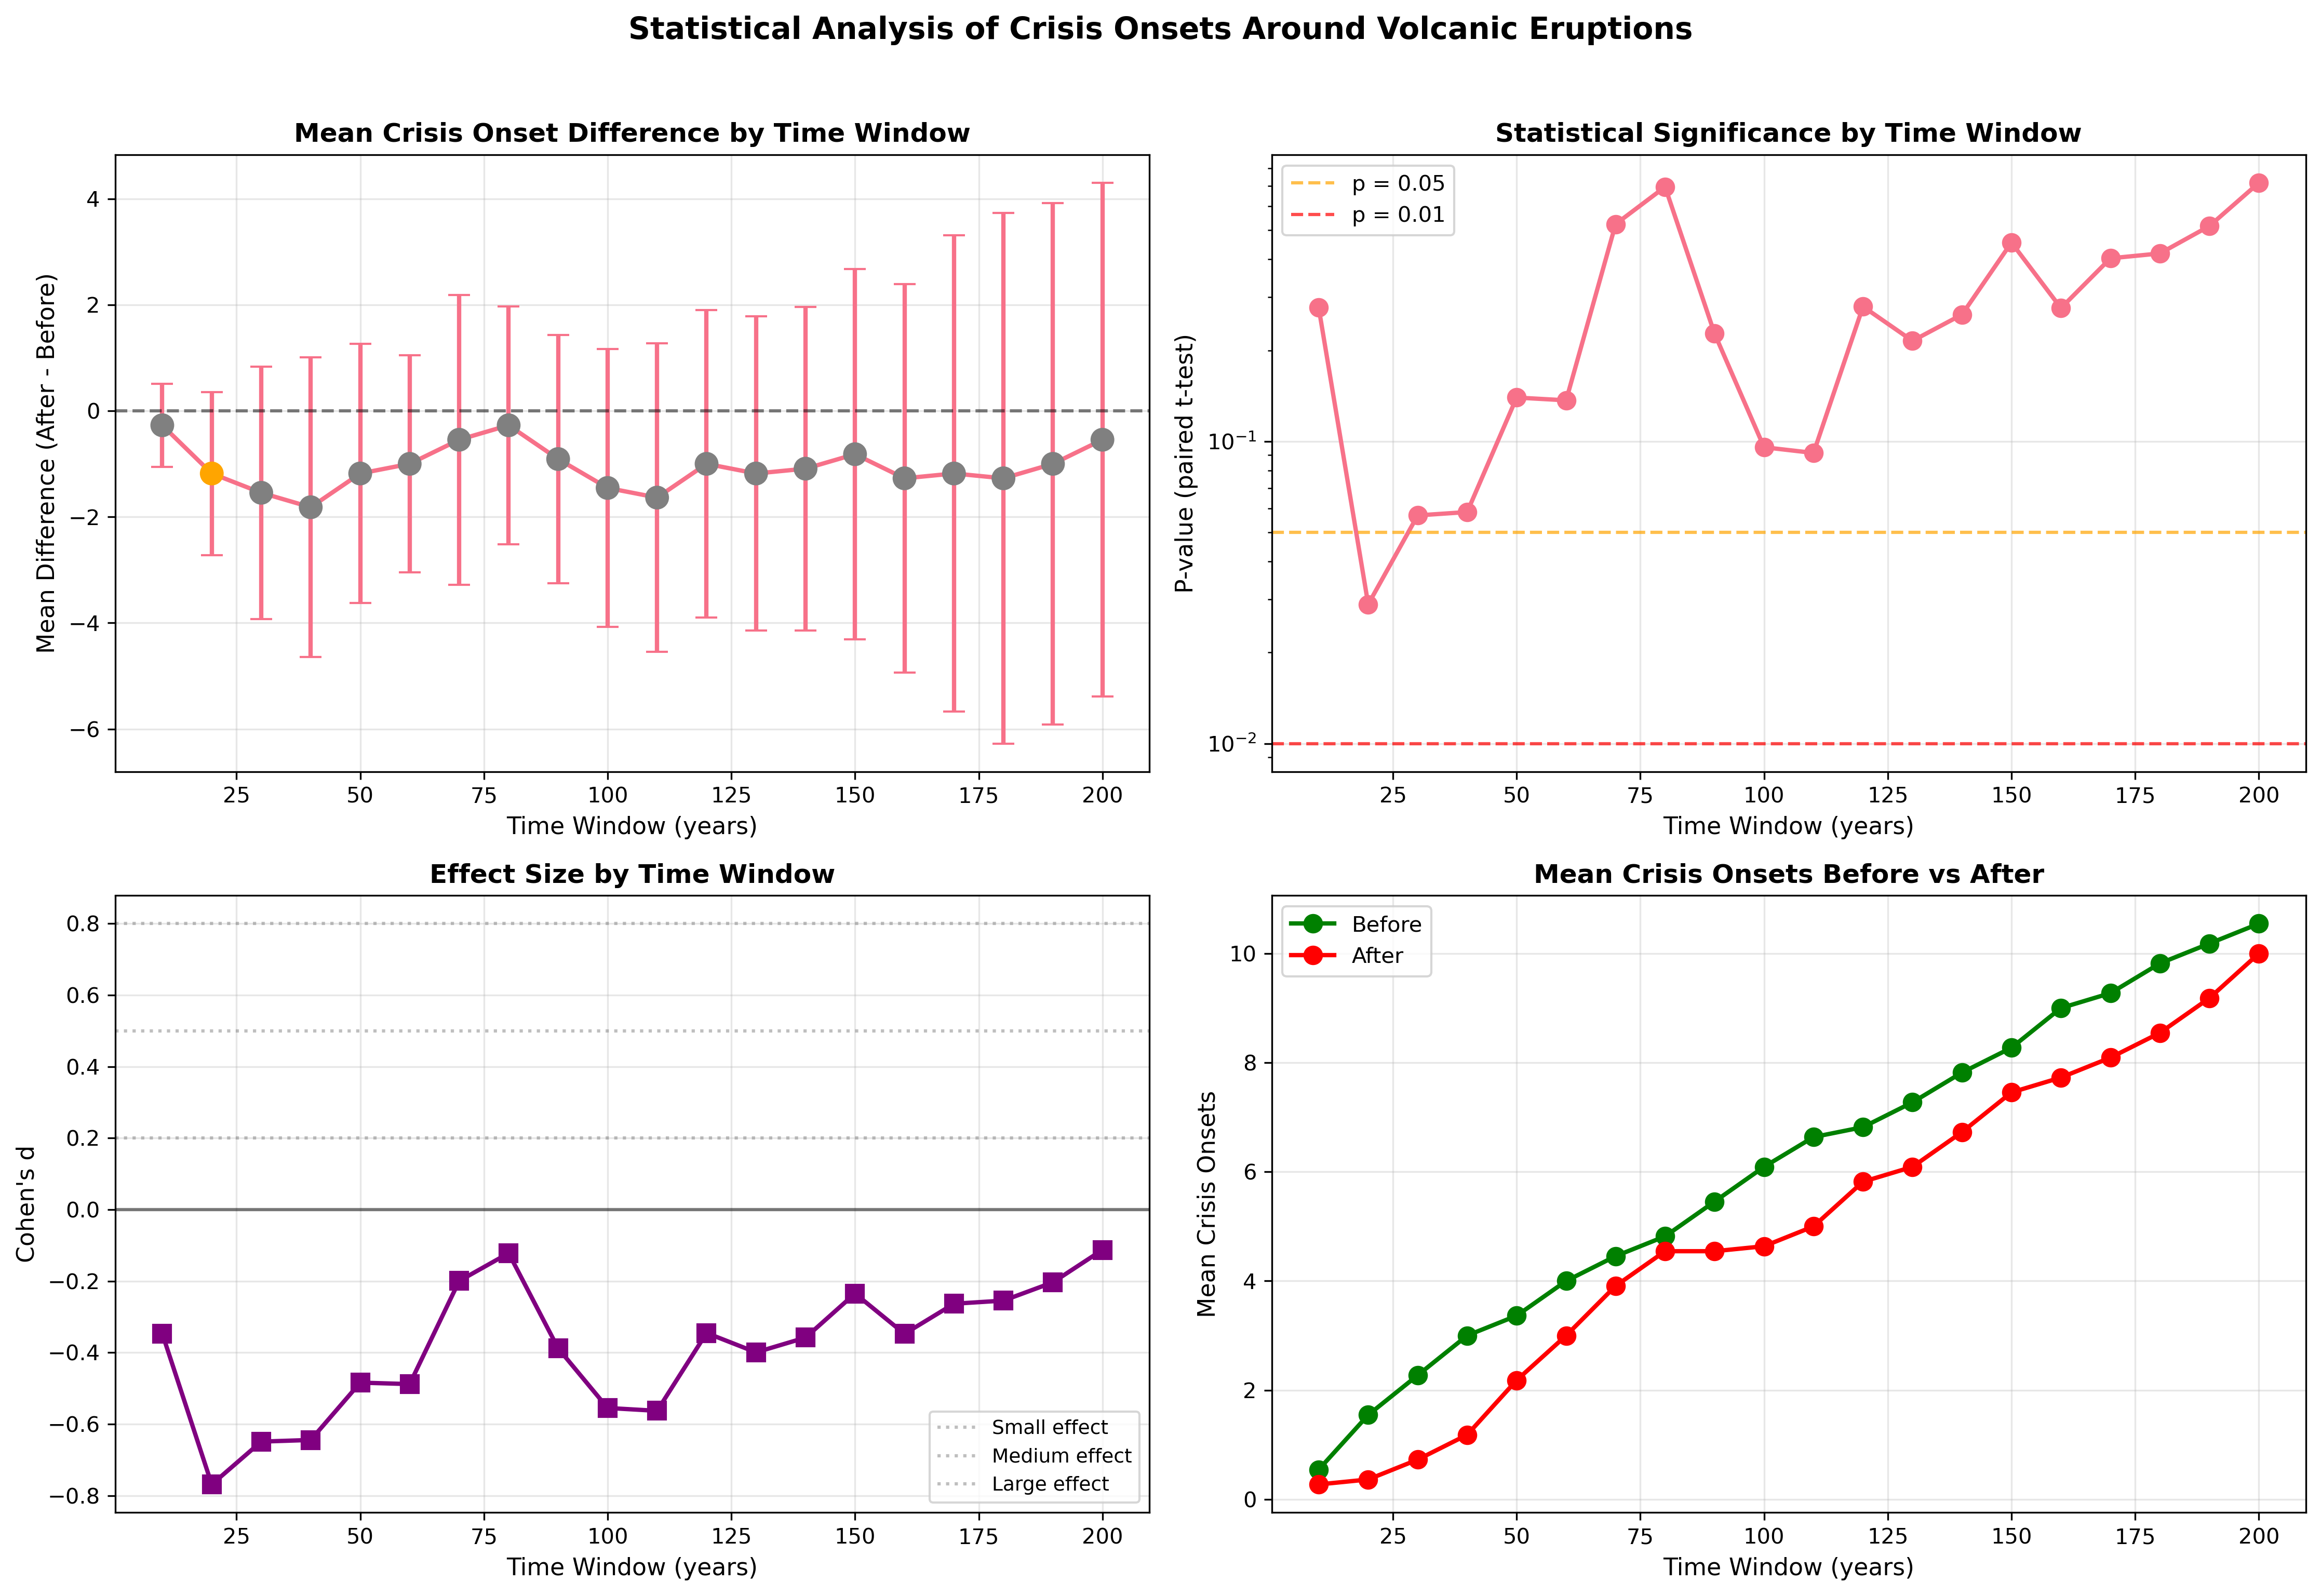 Statistical Analysis of Crisis Onsets Around Volcanic Eruptions
Mean Crisis Onset Difference by Time Window
Mean Difference (After - Before)
4
2
0
−2
−4
−6
25 50 75 100 125 150 175 200
Time Window (years)
Statistical Significance by Time Window
p = 0.05
p = 0.01
P-value (paired t-test)
10⁻¹
10⁻²
25 50 75 100 125 150 175 200
Time Window (years)
Effect Size by Time Window
Cohen's d
0.8
0.6
0.4
0.2
0.0
−0.2
−0.4
−0.6
−0.8
Small effect
Medium effect
Large effect
25 50 75 100 125 150 175 200
Time Window (years)
Mean Crisis Onsets Before vs After
Before
After
Mean Crisis Onsets
10
8
6
4
2
0
25 50 75 100 125 150 175 200
Time Window (years)